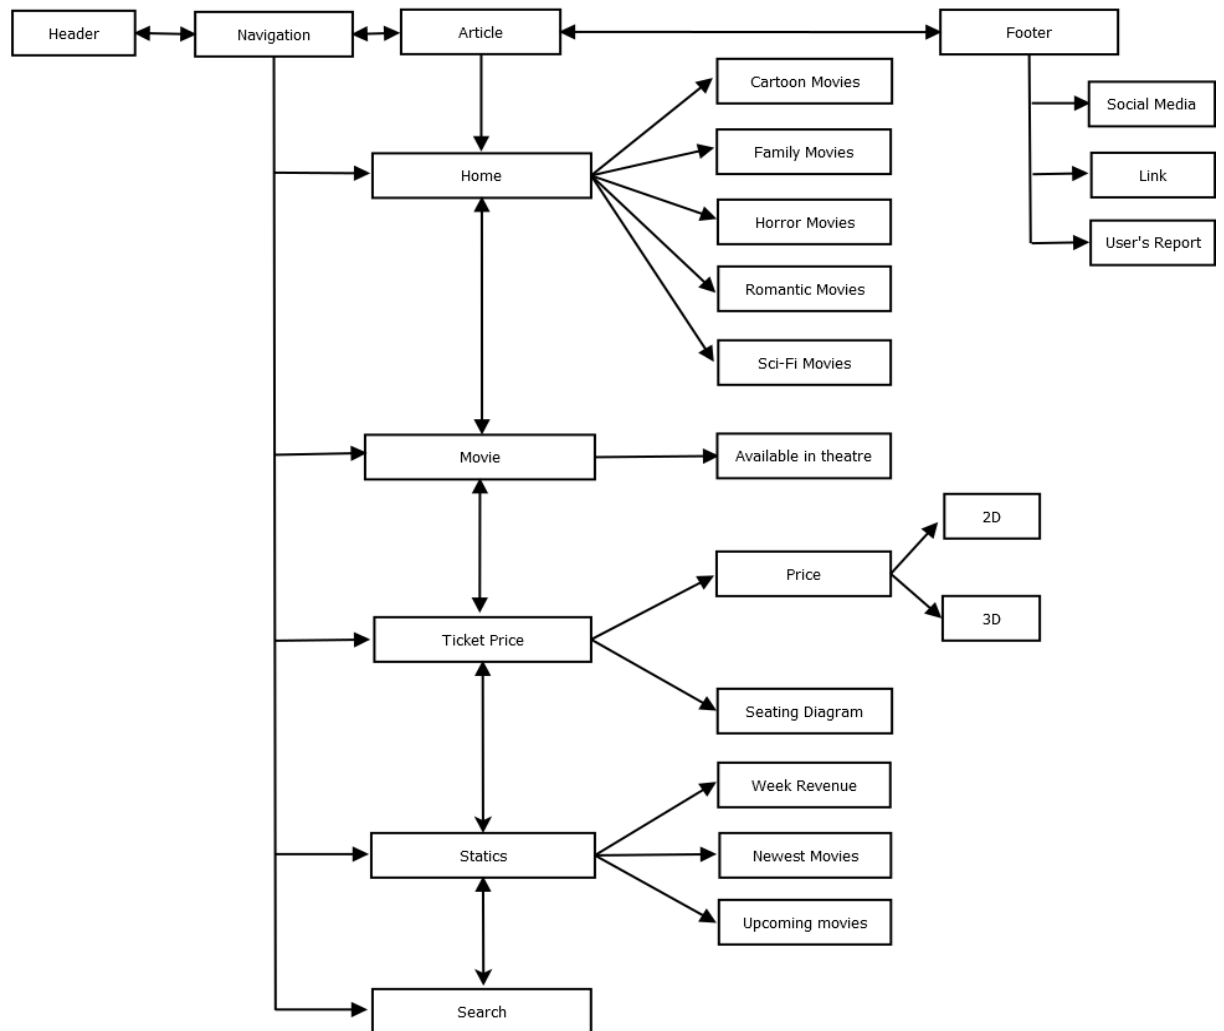 Header
Navigation
Article
Footer
Cartoon Movies
Social Media
Family Movies
Home
Link
Horror Movies
User's Report
Romantic Movies
Sci-Fi Movies
Movie
Available in theatre
2D
Price
3D
Ticket Price
Seating Diagram
Week Revenue
Statics
Newest Movies
Upcoming movies
Search